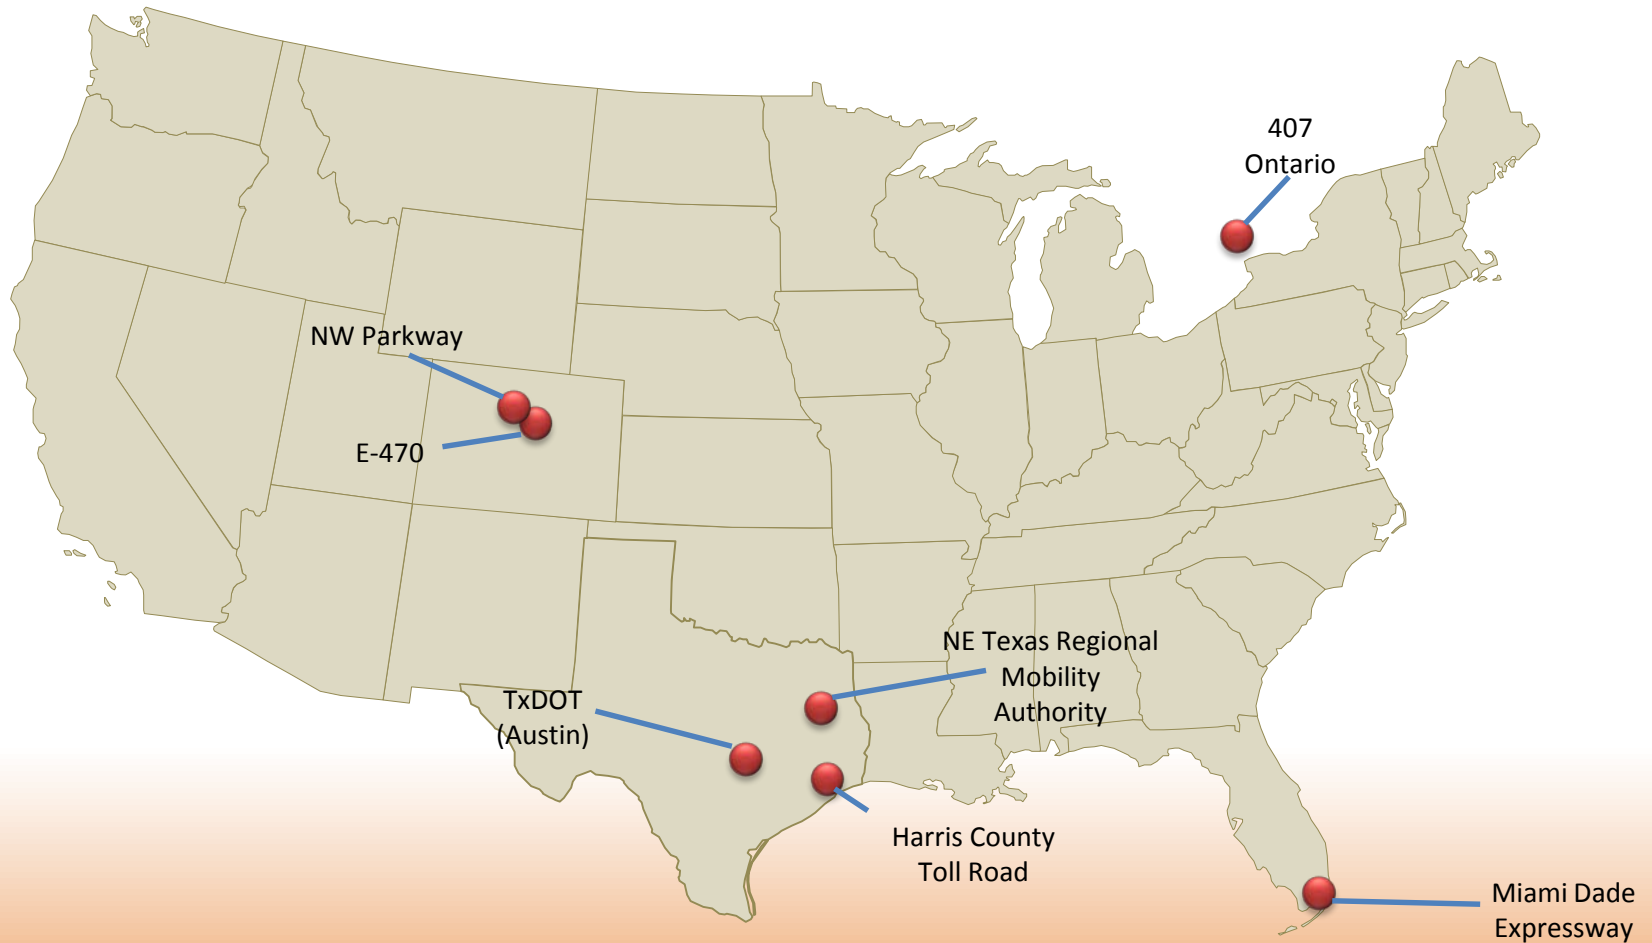 407
Ontario
NW Parkway
E-470
NE Texas Regional
Mobility
Authority
TxDOT
(Austin)
Harris County
Toll Road
Miami Dade
Expressway